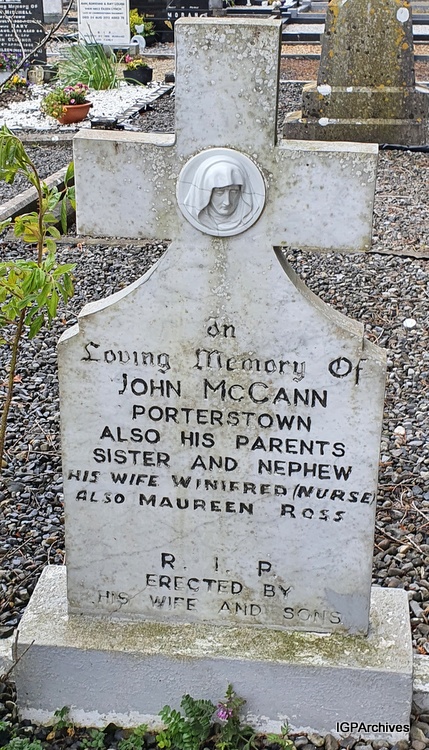 In
Loving Memory Of
JOHN McCANN
PORTERSTOWN
ALSO HIS PARENTS
SISTER AND NEPHEW
HIS WIFE WINIFRED (NURSE)
ALSO MAUREEN ROSS
R. I. P.
ERECTED BY
HIS WIFE AND SONS
IGPArchives